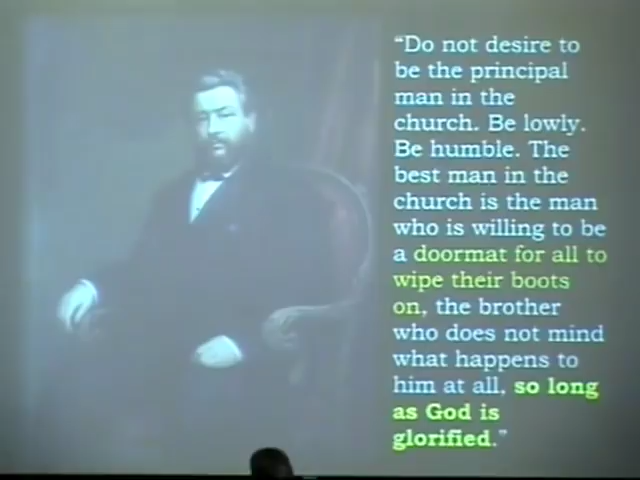 “Do not desire to
be the principal
man in the
church. Be lowly.
Be humble. The
best man in the
church is the man
who is willing to be
a doormat for all to
wipe their boots
on, the brother
who does not mind
what happens to
him at all, so long
as God is
glorified.”